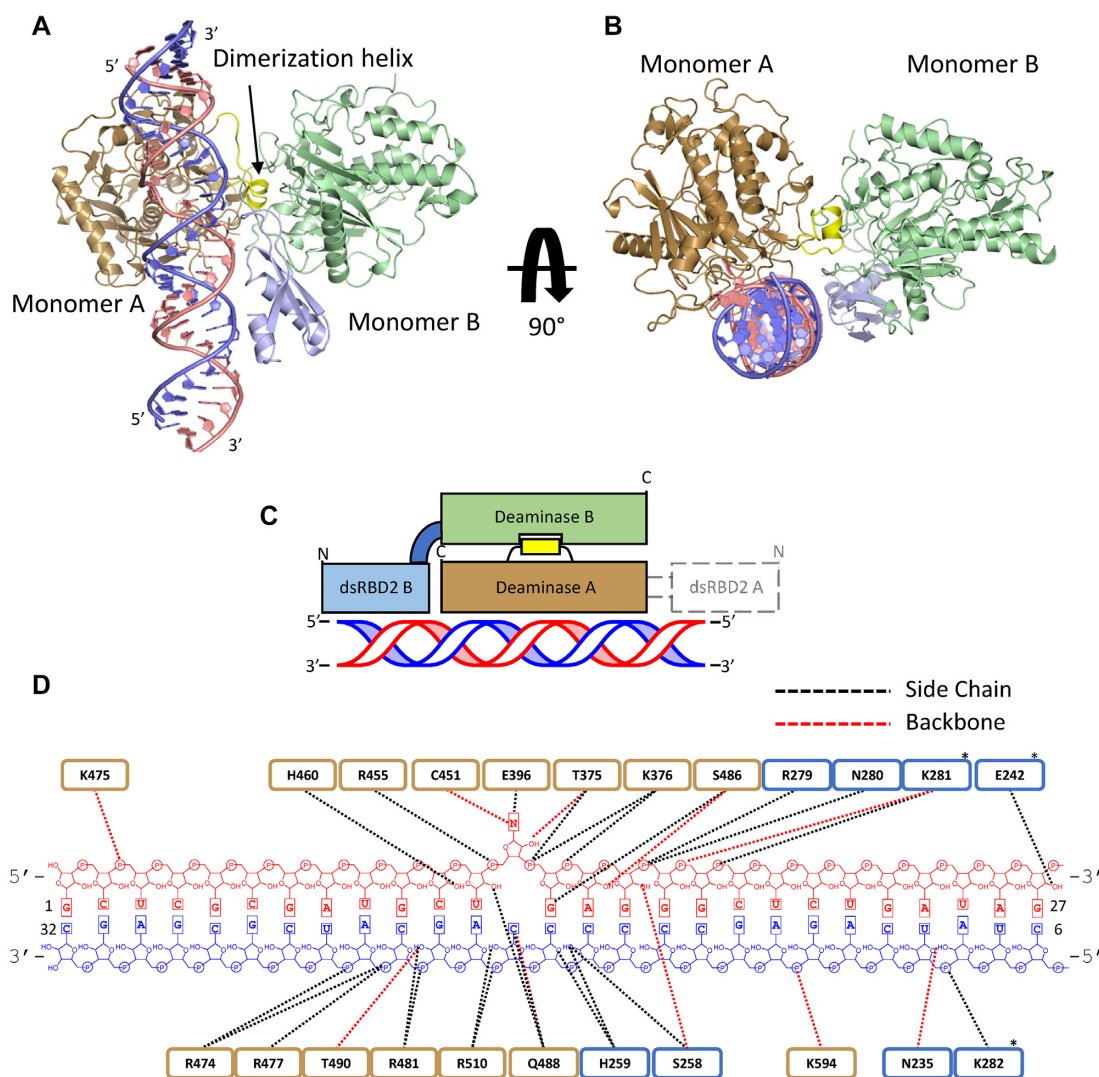 A
B
3'
5'
Dimerization helix
Monomer A
Monomer B
Monomer A
Monomer B
90°
5'
3'
C
C
Deaminase B
N
C
N
dsRBD2 B
Deaminase A
dsRBD2 A
5'
5'
3'
3'
D
Side Chain
Backbone
K475 H460 R455 C451 E396 T375 K376 S486 R279 N280 K281 * E242 *
N
5' 3'
1 G C U C G C G A U G C U G A G G G C U C U G A U A G 27
32 C G A G C G C U A C G A C C C C C C G A G A C U A U C 6
3' 5'
R474 R477 T490 R481 R510 Q488 H259 S258 K594 N235 K282 *